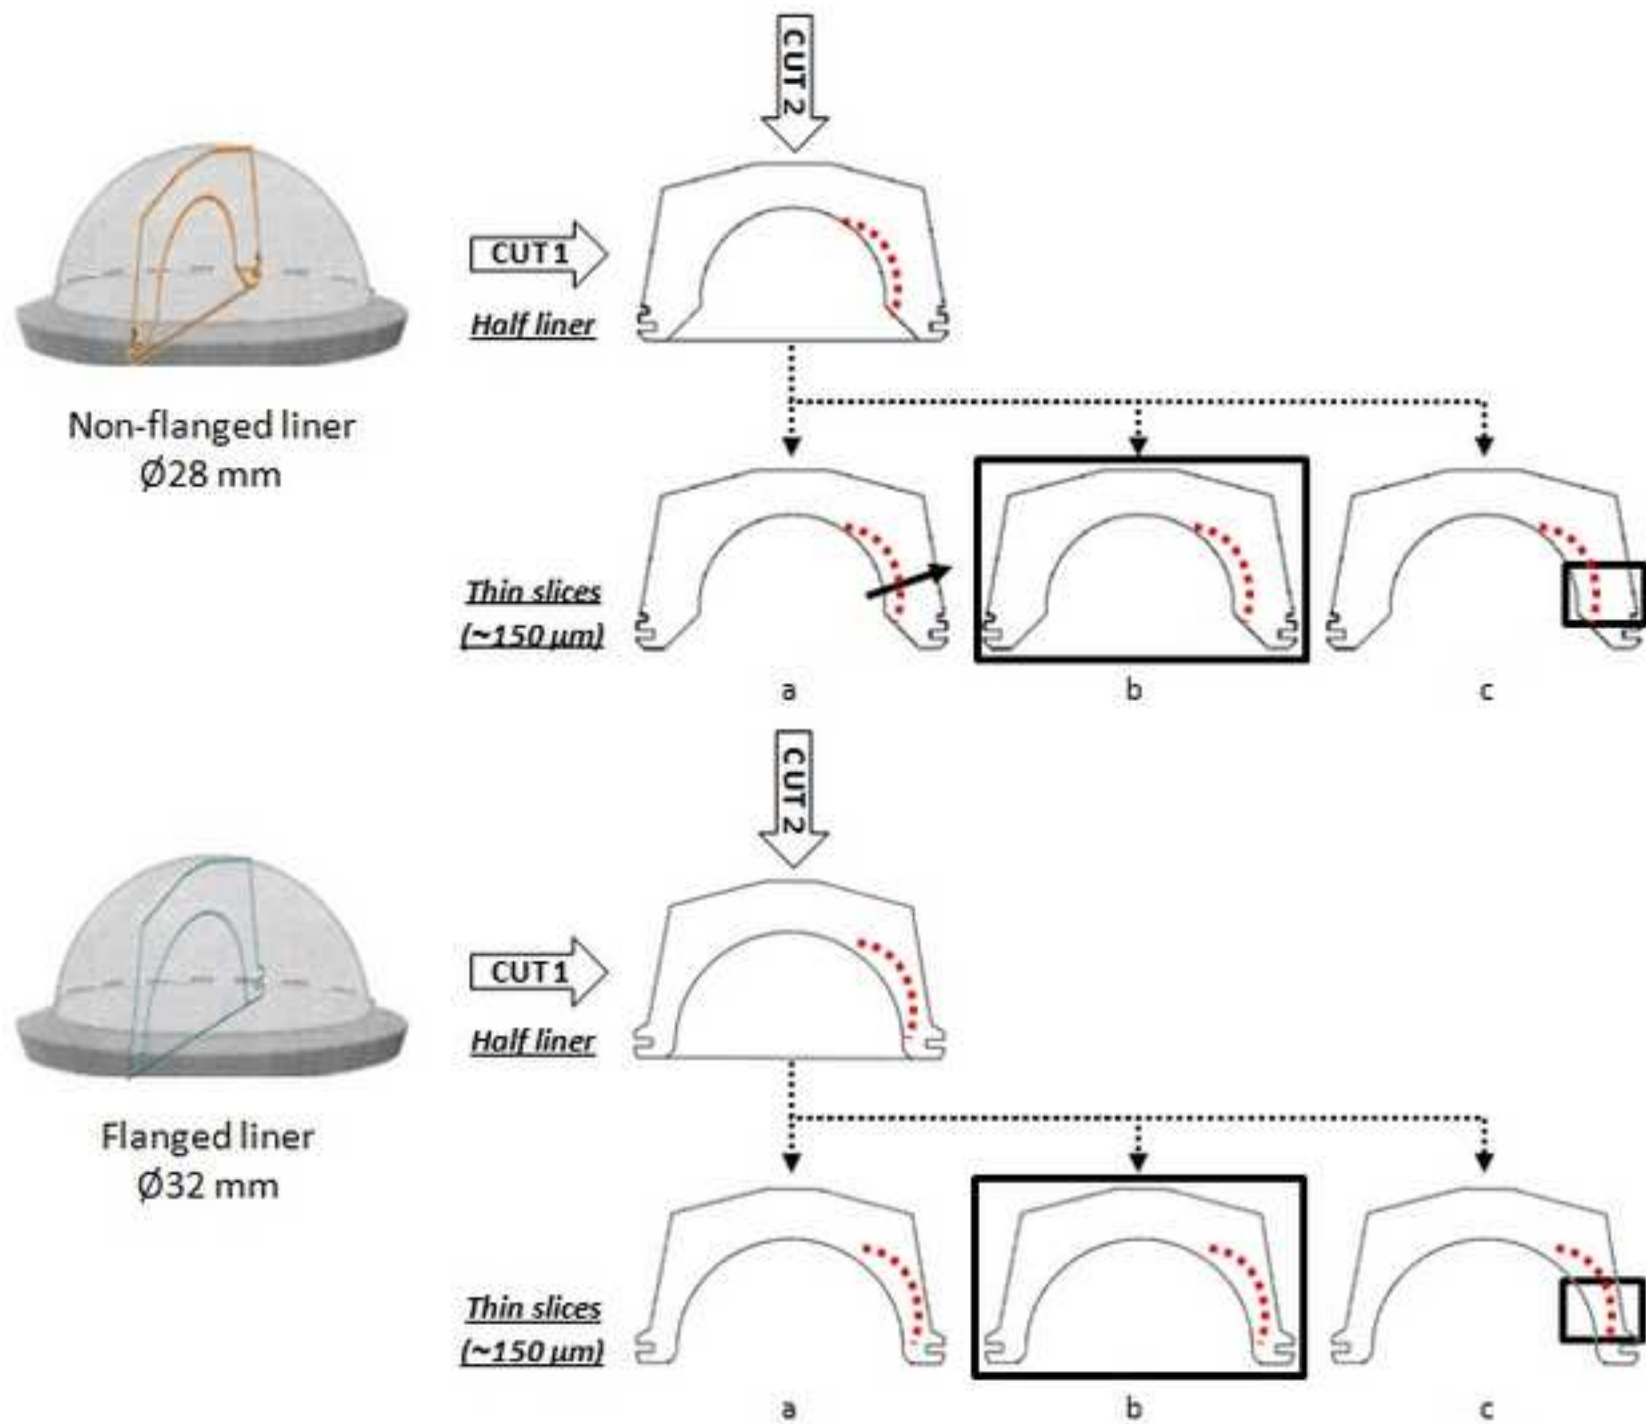 CUT 2
CUT 1
Half liner
Non-flanged liner
Ø28 mm
Thin slices
(~150 µm)
a
b
c
CUT 2
CUT 1
Half liner
Flanged liner
Ø32 mm
Thin slices
(~150 µm)
a
b
c